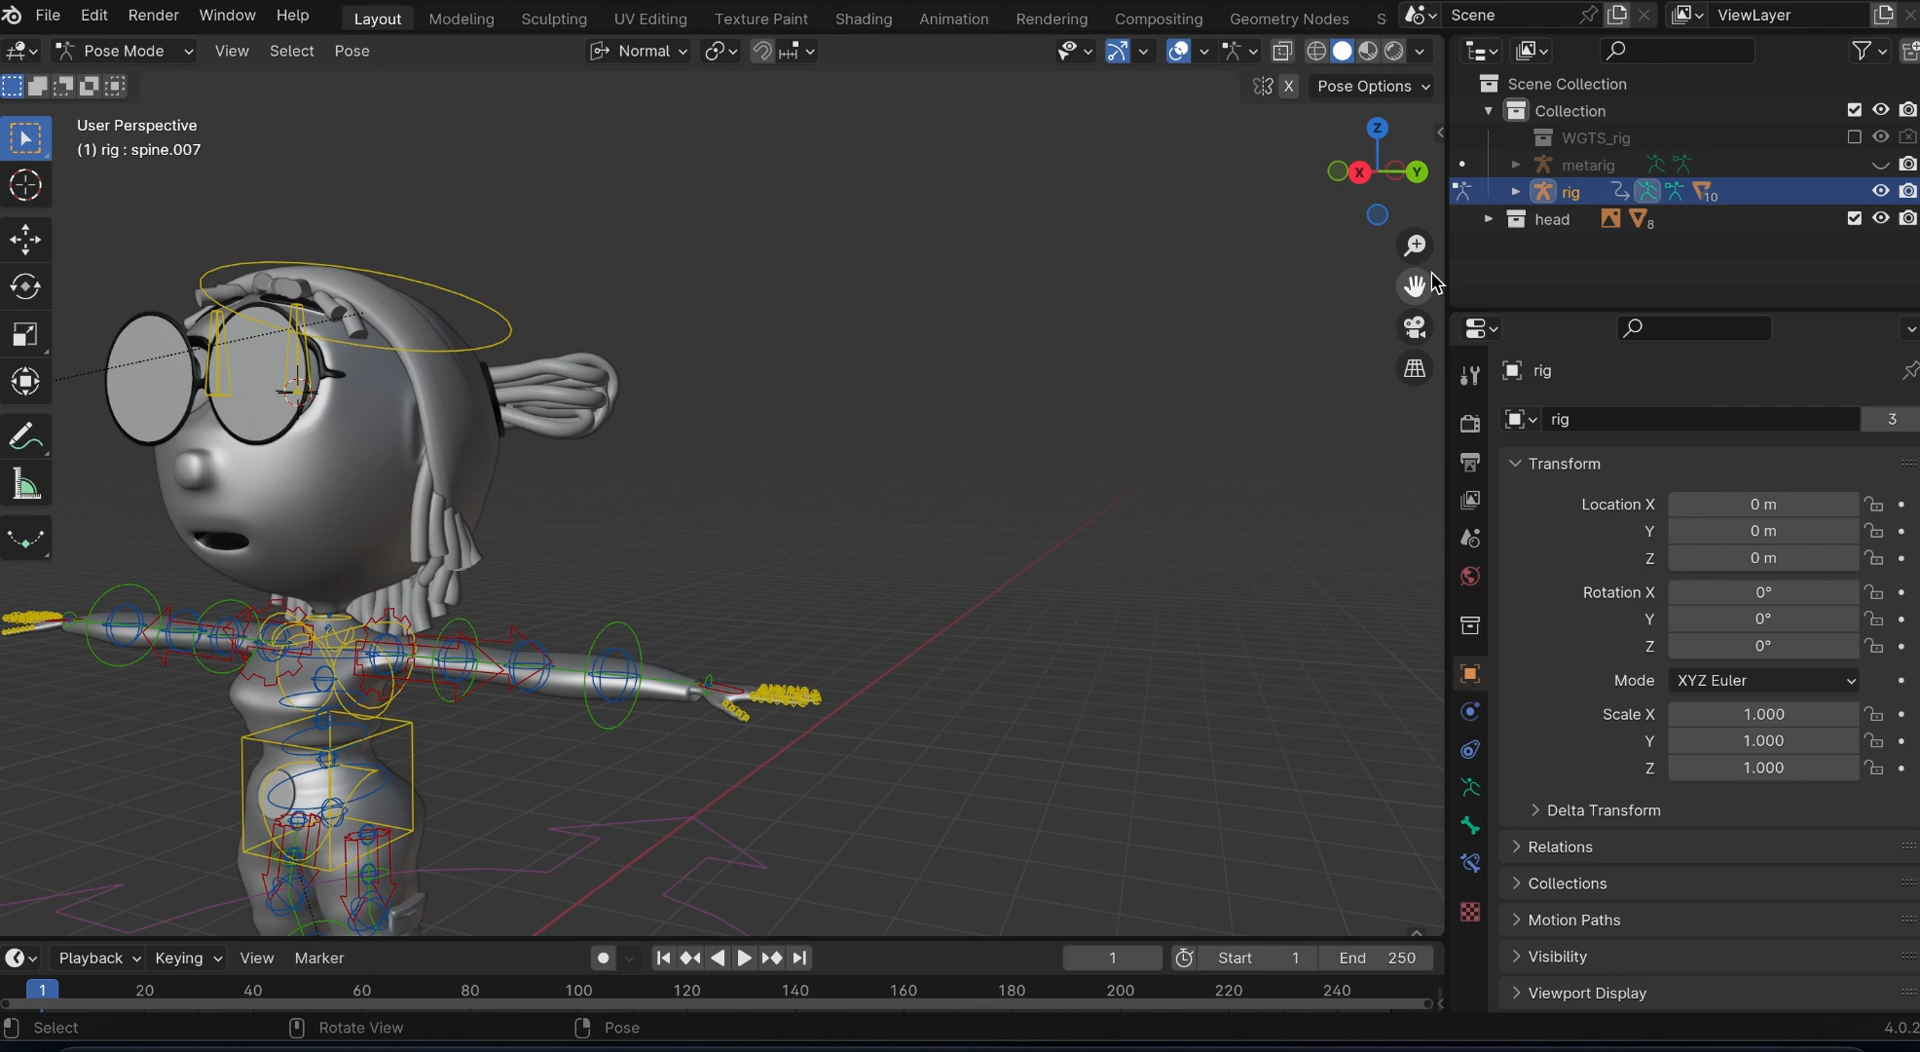 File Edit Render Window Help Layout Modeling Sculpting UV Editing Texture Paint Shading Animation Rendering Compositing Geometry Nodes S Scene ViewLayer
Pose Mode View Select Pose Normal
X Pose Options
Scene Collection
Collection
WGTS_rig
metarig
rig 10
head 8
User Perspective
(1) rig : spine.007
Z
X
Y
rig
rig 3
Transform
Location X 0 m
Y 0 m
Z 0 m
Rotation X 0°
Y 0°
Z 0°
Mode XYZ Euler
Scale X 1.000
Y 1.000
Z 1.000
Delta Transform
Relations
Collections
Motion Paths
Visibility
Viewport Display
Playback Keying View Marker 1 Start 1 End 250
1 20 40 60 80 100 120 140 160 180 200 220 240
Select Rotate View Pose 4.0.2